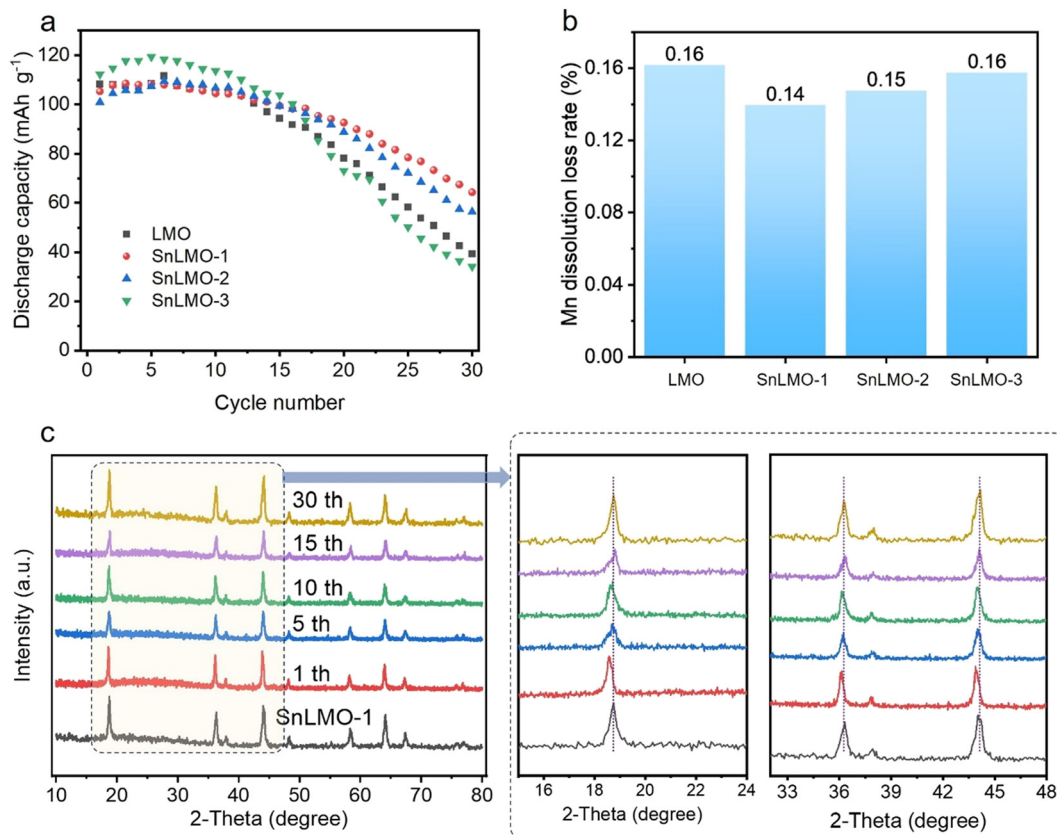 a
Discharge capacity (mAh g⁻¹)
120
100
80
60
40
20
0
LMO
SnLMO-1
SnLMO-2
SnLMO-3
0 5 10 15 20 25 30
Cycle number
b
Mn dissolution loss rate (%)
0.16
0.12
0.08
0.04
0.00
0.16 0.14 0.15 0.16
LMO SnLMO-1 SnLMO-2 SnLMO-3
c
Intensity (a.u.)
30 th
15 th
10 th
5 th
1 th
SnLMO-1
10 20 30 40 50 60 70 80
2-Theta (degree)
16 18 20 22 24
2-Theta (degree)
33 36 39 42 45 48
2-Theta (degree)